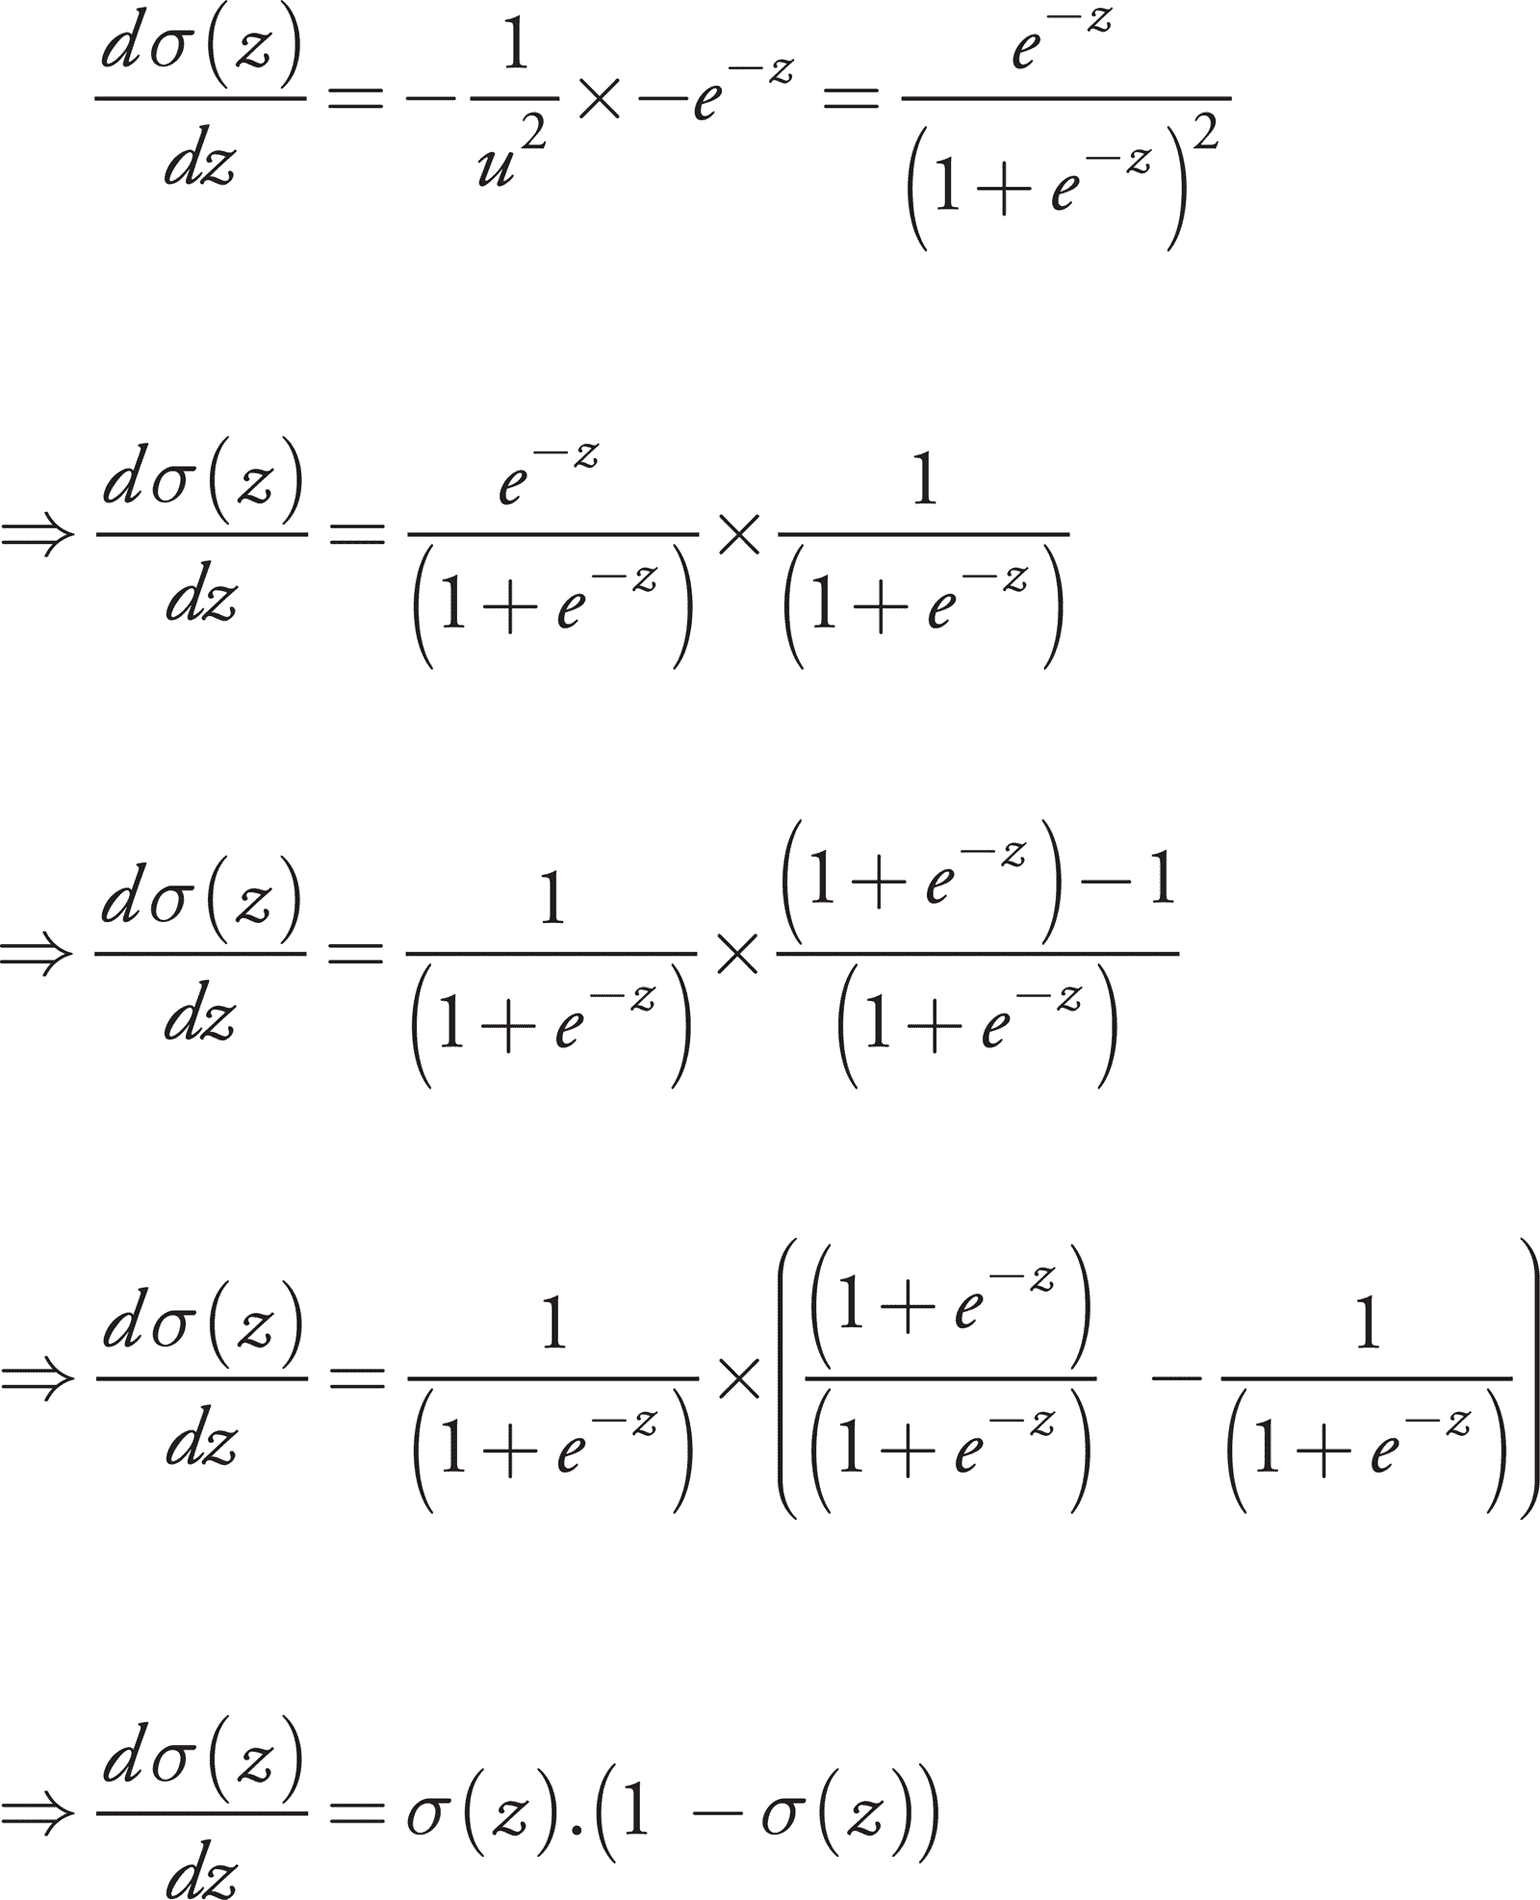 dσ(z)/dz = −1/u² × −e⁻ᶻ = e⁻ᶻ/(1 + e⁻ᶻ)²
⇒ dσ(z)/dz = e⁻ᶻ/(1 + e⁻ᶻ) × 1/(1 + e⁻ᶻ)
⇒ dσ(z)/dz = 1/(1 + e⁻ᶻ) × ((1 + e⁻ᶻ) − 1)/(1 + e⁻ᶻ)
⇒ dσ(z)/dz = 1/(1 + e⁻ᶻ) × ((1 + e⁻ᶻ)/(1 + e⁻ᶻ) − 1/(1 + e⁻ᶻ))
⇒ dσ(z)/dz = σ(z).(1 − σ(z))